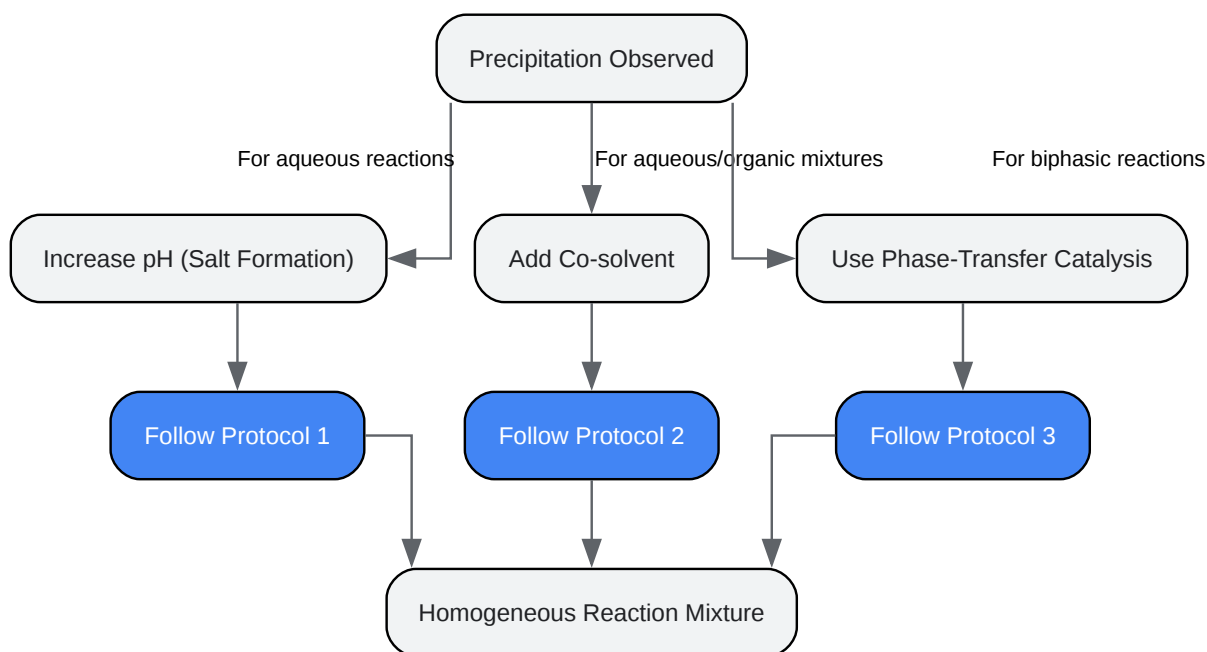 Precipitation Observed
For aqueous reactions
For aqueous/organic mixtures
For biphasic reactions
Increase pH (Salt Formation)
Add Co-solvent
Use Phase-Transfer Catalysis
Follow Protocol 1
Follow Protocol 2
Follow Protocol 3
Homogeneous Reaction Mixture